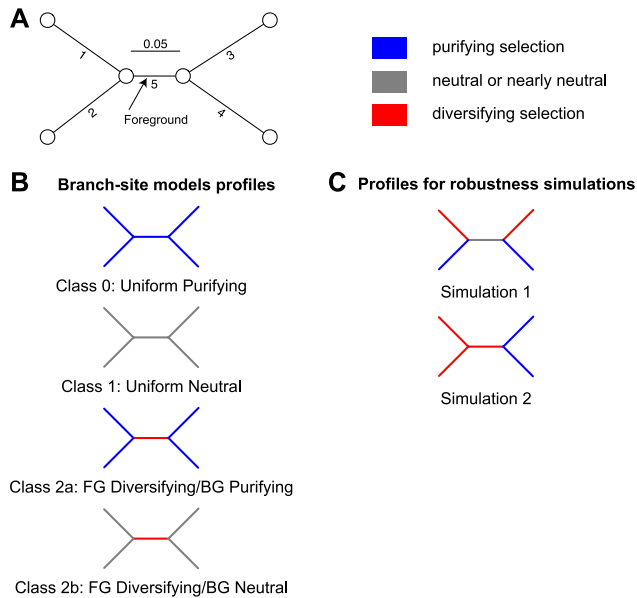 A
1
2
0.05
5
Foreground
3
4
purifying selection
neutral or nearly neutral
diversifying selection
B Branch-site models profiles
Class 0: Uniform Purifying
Class 1: Uniform Neutral
Class 2a: FG Diversifying/BG Purifying
Class 2b: FG Diversifying/BG Neutral
C Profiles for robustness simulations
Simulation 1
Simulation 2